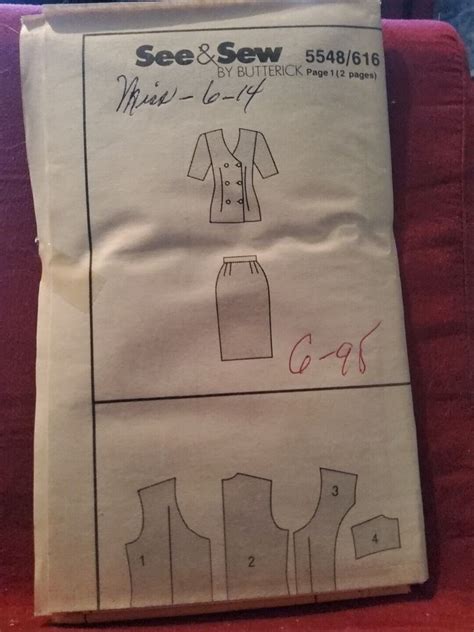 See&Sew 5548/616
BY BUTTERICK Page 1 (2 pages)
Miss-6-14
6-95
1
2
3
4